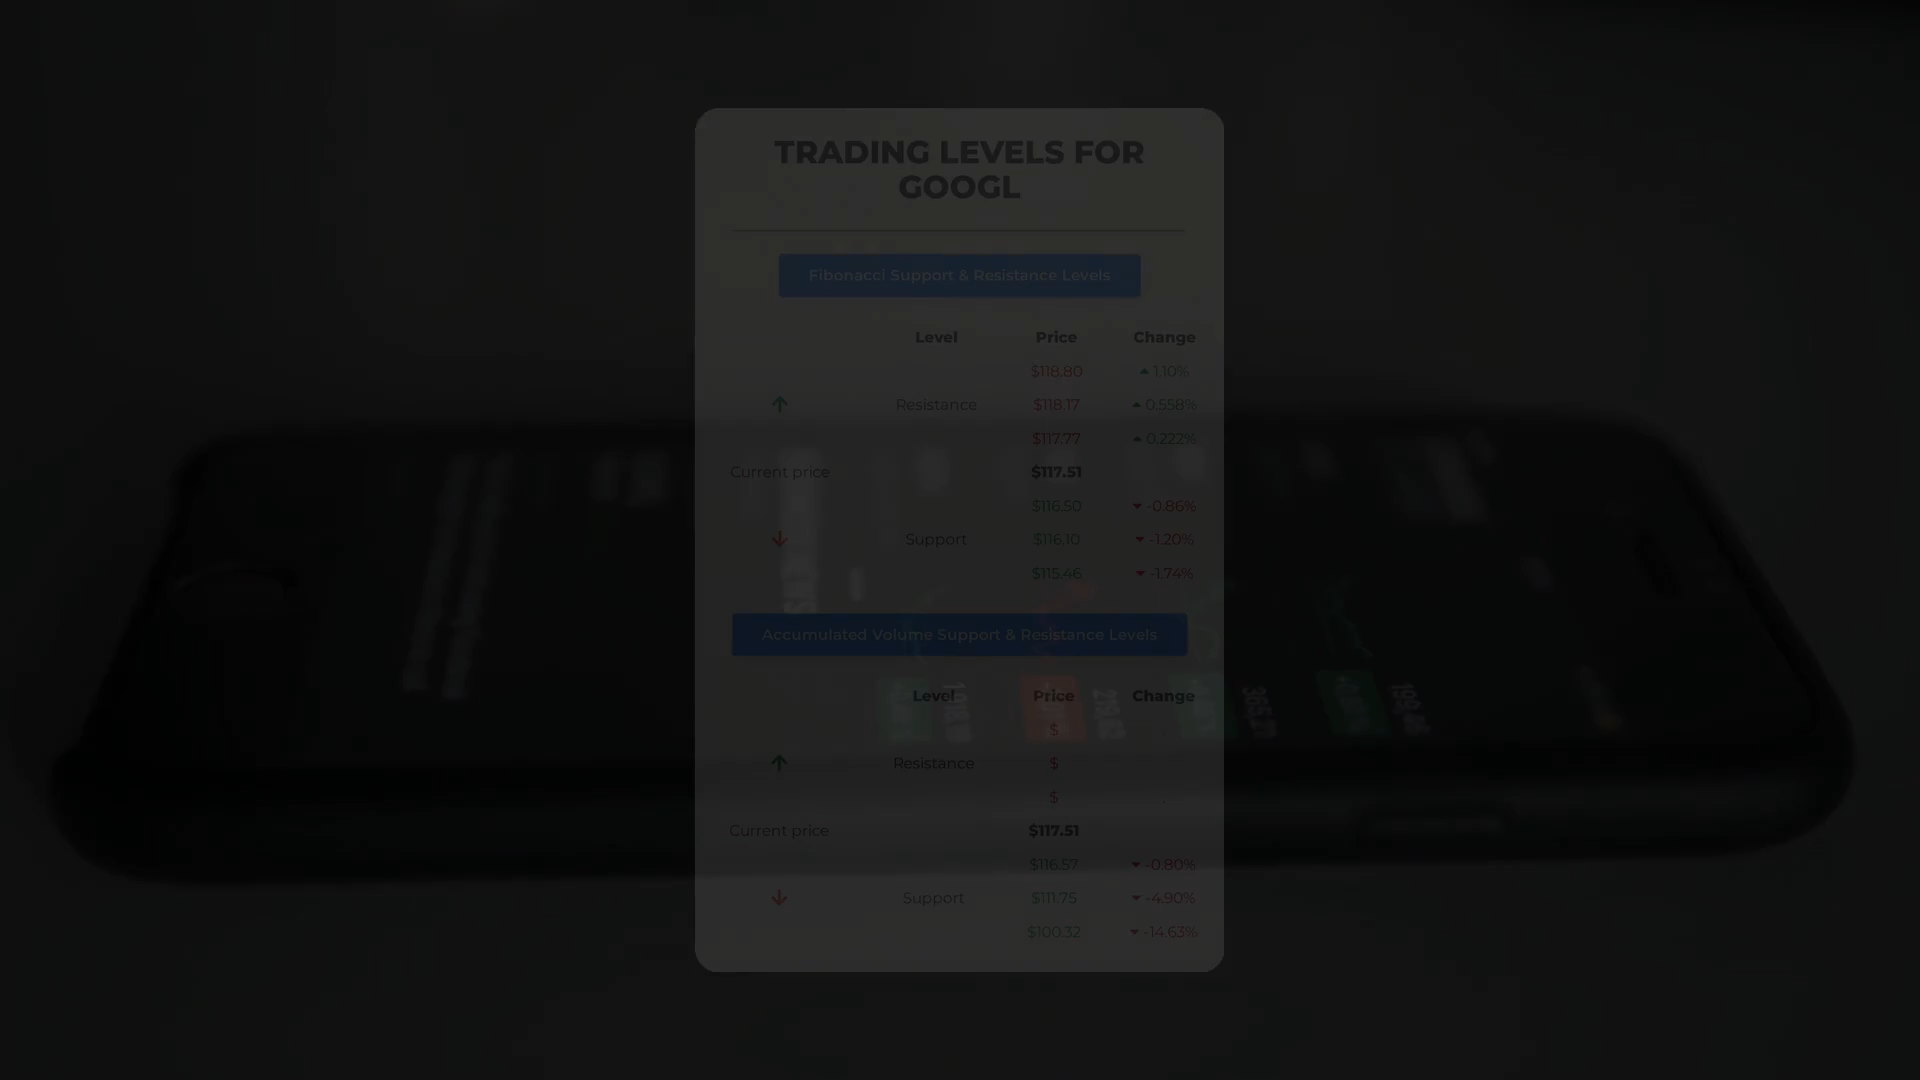 TRADING LEVELS FOR
GOOGL
Fibonacci Support & Resistance Levels
Level Price Change
$118.80 1.10%
Resistance $118.17 0.558%
$117.77 0.222%
Current price $117.51
$116.50 -0.86%
Support $116.10 -1.20%
$115.46 -1.74%
Accumulated Volume Support & Resistance Levels
Level Price Change
$
Resistance $
$
Current price $117.51
$116.57 -0.80%
Support $111.75 -4.90%
$100.32 -14.63%